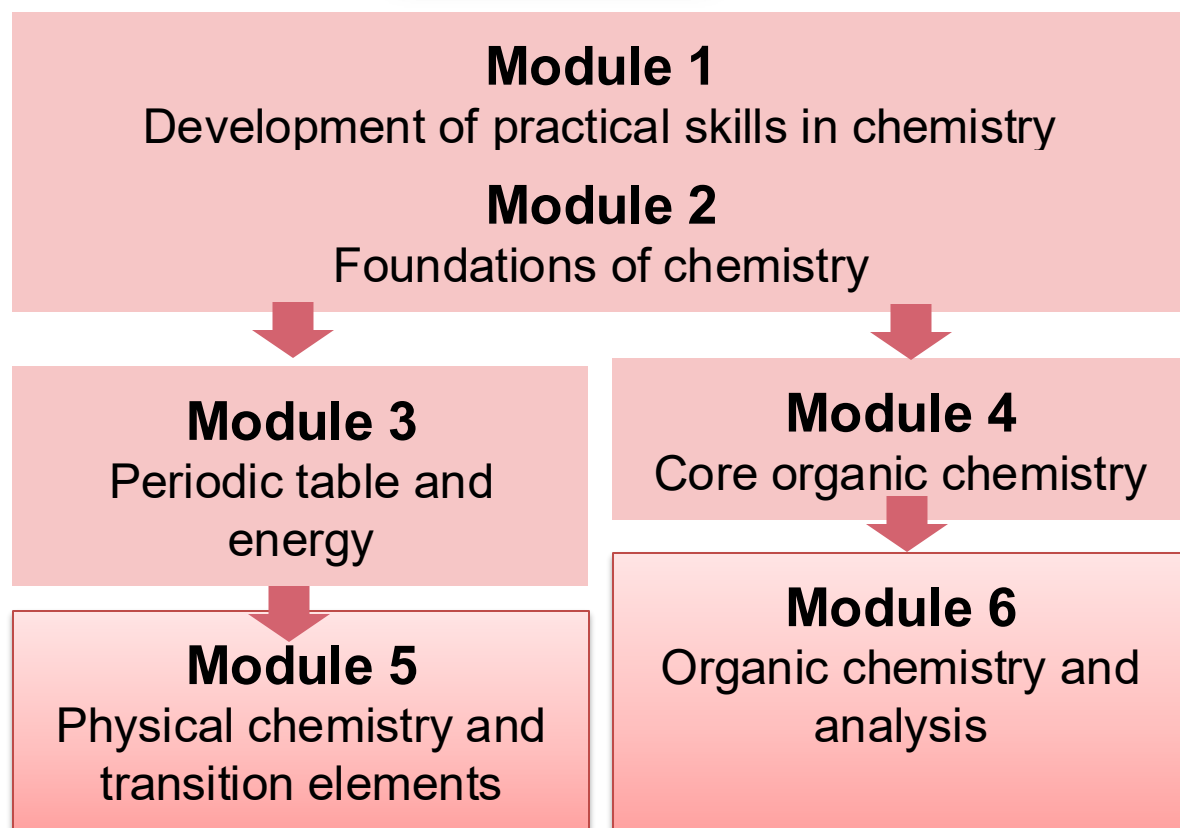 Module 1
Development of practical skills in chemistry
Module 2
Foundations of chemistry
Module 3
Periodic table and
energy
Module 4
Core organic chemistry
Module 5
Physical chemistry and
transition elements
Module 6
Organic chemistry and
analysis